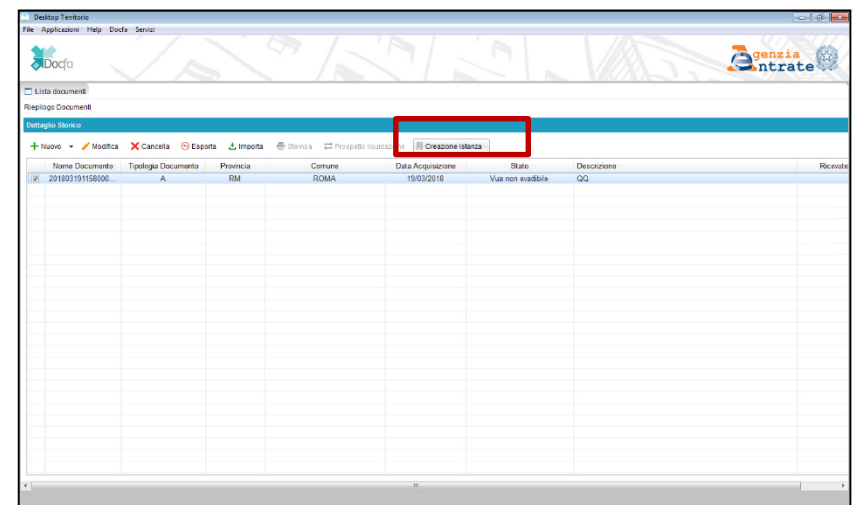 Desktop Territorio
File Applicazioni Help Docfa Servizi
Docfa
Agenzia
Entrate
Lista documenti
Riepilogo Documenti
Dettaglio Storico
Nuovo Modifica Cancella Esporta Importa Stampa Prospetto liquidazione Creazione Istanza
Nome Documento Tipologia Documento Provincia Comune Data Acquisizione Stato Descrizione Ricevute
201803191158000... A RM ROMA 19/03/2018 Vua non evadibile QQ